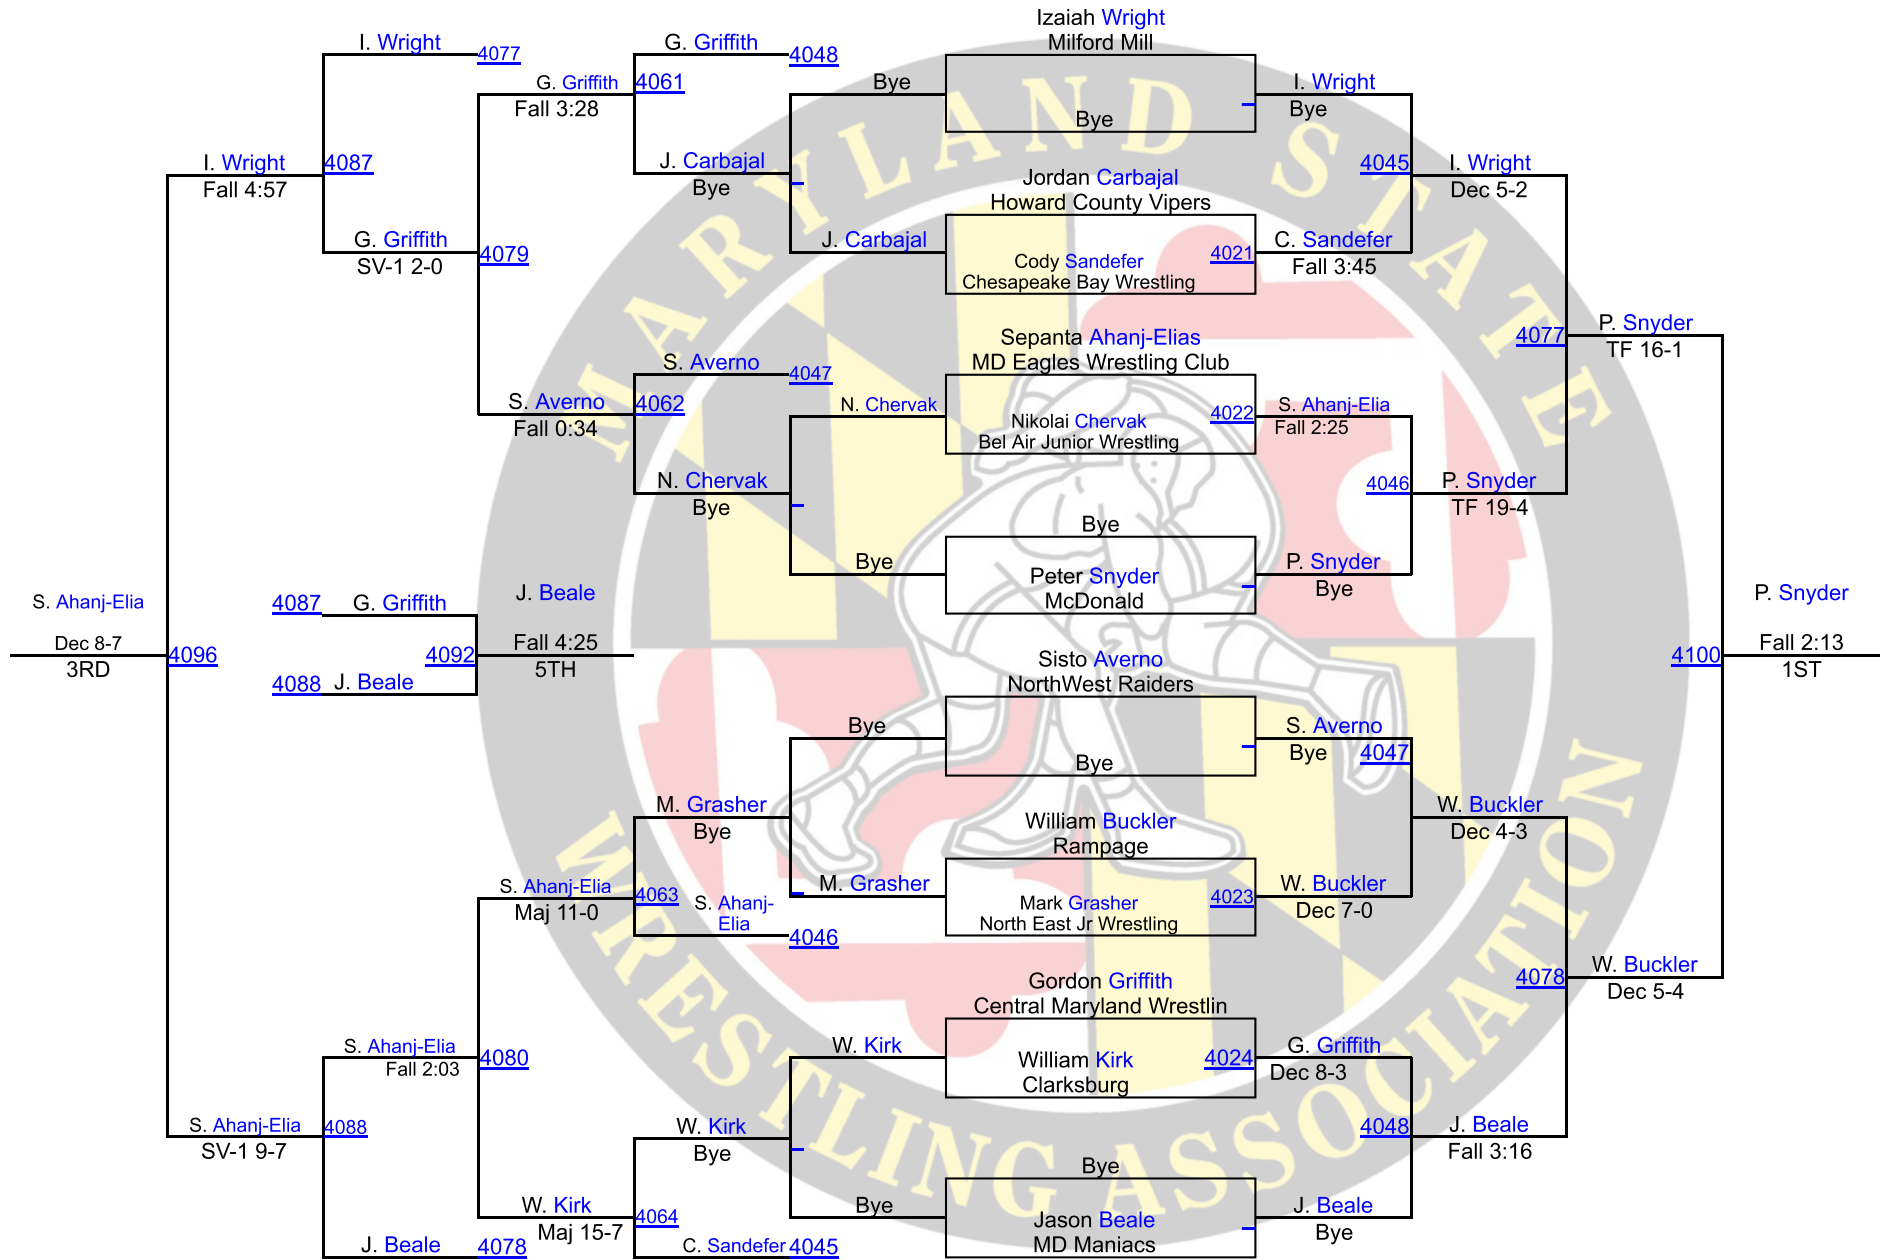 Izaiah Wright
Milford Mill
Bye
Jordan Carbajal
Howard County Vipers
Cody Sandefer
Chesapeake Bay Wrestling
4021
Sepanta Ahanj-Elias
MD Eagles Wrestling Club
Nikolai Chervak
Bel Air Junior Wrestling
4022
Bye
Peter Snyder
McDonald
Sisto Averno
NorthWest Raiders
Bye
William Buckler
Rampage
Mark Grasher
North East Jr Wrestling
4023
Gordon Griffith
Central Maryland Wrestlin
William Kirk
Clarksburg
4024
Bye
Jason Beale
MD Maniacs
I. Wright
Bye
4045
C. Sandefer
Fall 3:45
S. Ahanj-Elia
Fall 2:25
4046
P. Snyder
Bye
S. Averno
Bye
4047
W. Buckler
Dec 7-0
G. Griffith
Dec 8-3
4048
J. Beale
Bye
I. Wright
Dec 5-2
4077
P. Snyder
TF 19-4
W. Buckler
Dec 4-3
4078
J. Beale
Fall 3:16
P. Snyder
TF 16-1
4100
W. Buckler
Dec 5-4
P. Snyder
Fall 2:13
1ST
Bye
J. Carbajal
N. Chervak
Bye
Bye
M. Grasher
W. Kirk
Bye
G. Griffith
4048
4061
J. Carbajal
Bye
S. Averno
4047
4062
N. Chervak
Bye
M. Grasher
Bye
4063
S. Ahanj-
Elia
4046
W. Kirk
Bye
4064
C. Sandefer
4045
G. Griffith
Fall 3:28
4079
S. Averno
Fall 0:34
S. Ahanj-Elia
Maj 11-0
4080
W. Kirk
Maj 15-7
I. Wright
4077
4087
G. Griffith
SV-1 2-0
S. Ahanj-Elia
Fall 2:03
4088
J. Beale
4078
I. Wright
Fall 4:57
S. Ahanj-Elia
SV-1 9-7
4096
S. Ahanj-Elia
Dec 8-7
3RD
4087
G. Griffith
4092
4088
J. Beale
J. Beale
Fall 4:25
5TH
MARYLAND STATE
WRESTLING ASSOCIATION